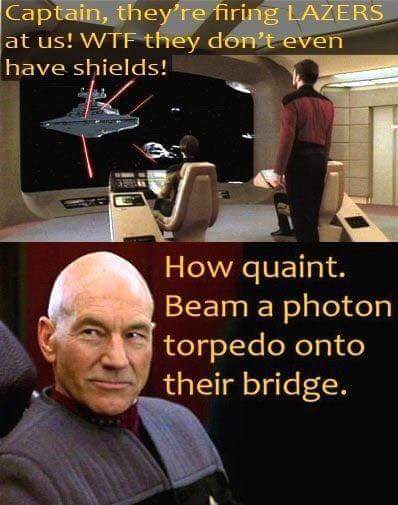 Captain, they're firing LAZERS
at us! WTF they don't even
have shields!
How quaint.
Beam a photon
torpedo onto
their bridge.